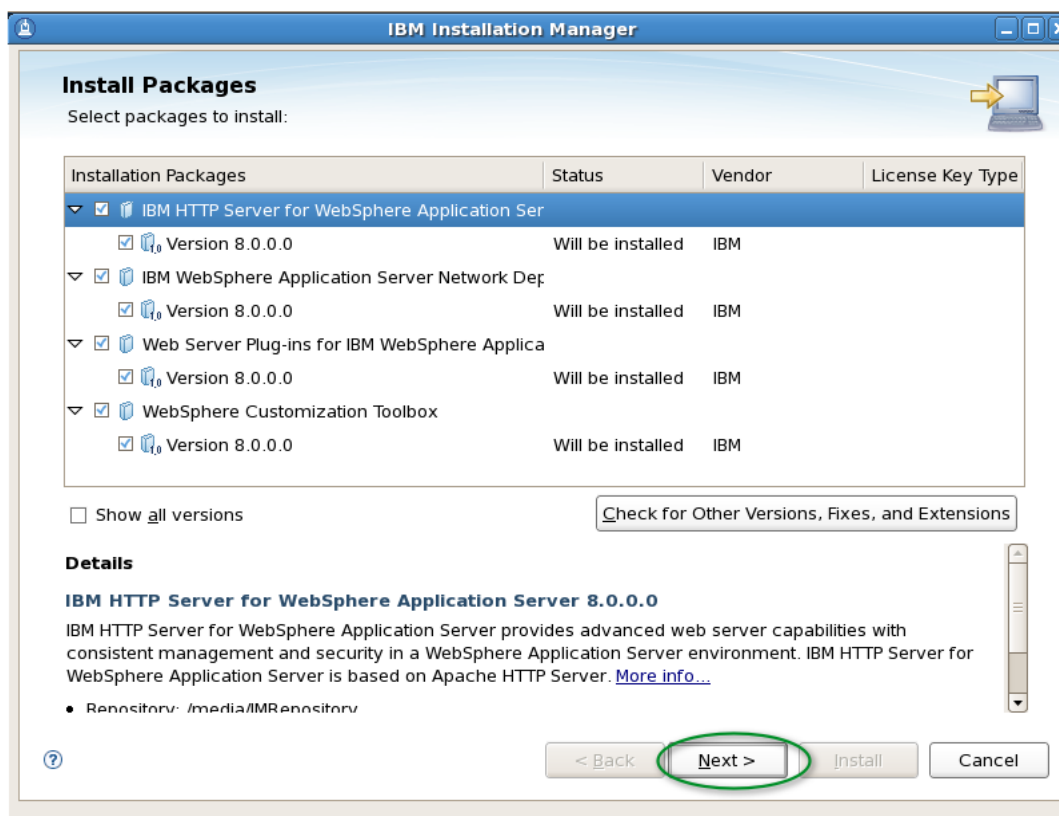 IBM Installation Manager
Install Packages
Select packages to install:
Installation Packages Status Vendor License Key Type
IBM HTTP Server for WebSphere Application Ser
Version 8.0.0.0 Will be installed IBM
IBM WebSphere Application Server Network Dep
Version 8.0.0.0 Will be installed IBM
Web Server Plug-ins for IBM WebSphere Applica
Version 8.0.0.0 Will be installed IBM
WebSphere Customization Toolbox
Version 8.0.0.0 Will be installed IBM
Show all versions Check for Other Versions, Fixes, and Extensions
Details
IBM HTTP Server for WebSphere Application Server 8.0.0.0
IBM HTTP Server for WebSphere Application Server provides advanced web server capabilities with
consistent management and security in a WebSphere Application Server environment. IBM HTTP Server for
WebSphere Application Server is based on Apache HTTP Server. More info...
• Repository: /media/IMRepository
< Back Next > Install Cancel